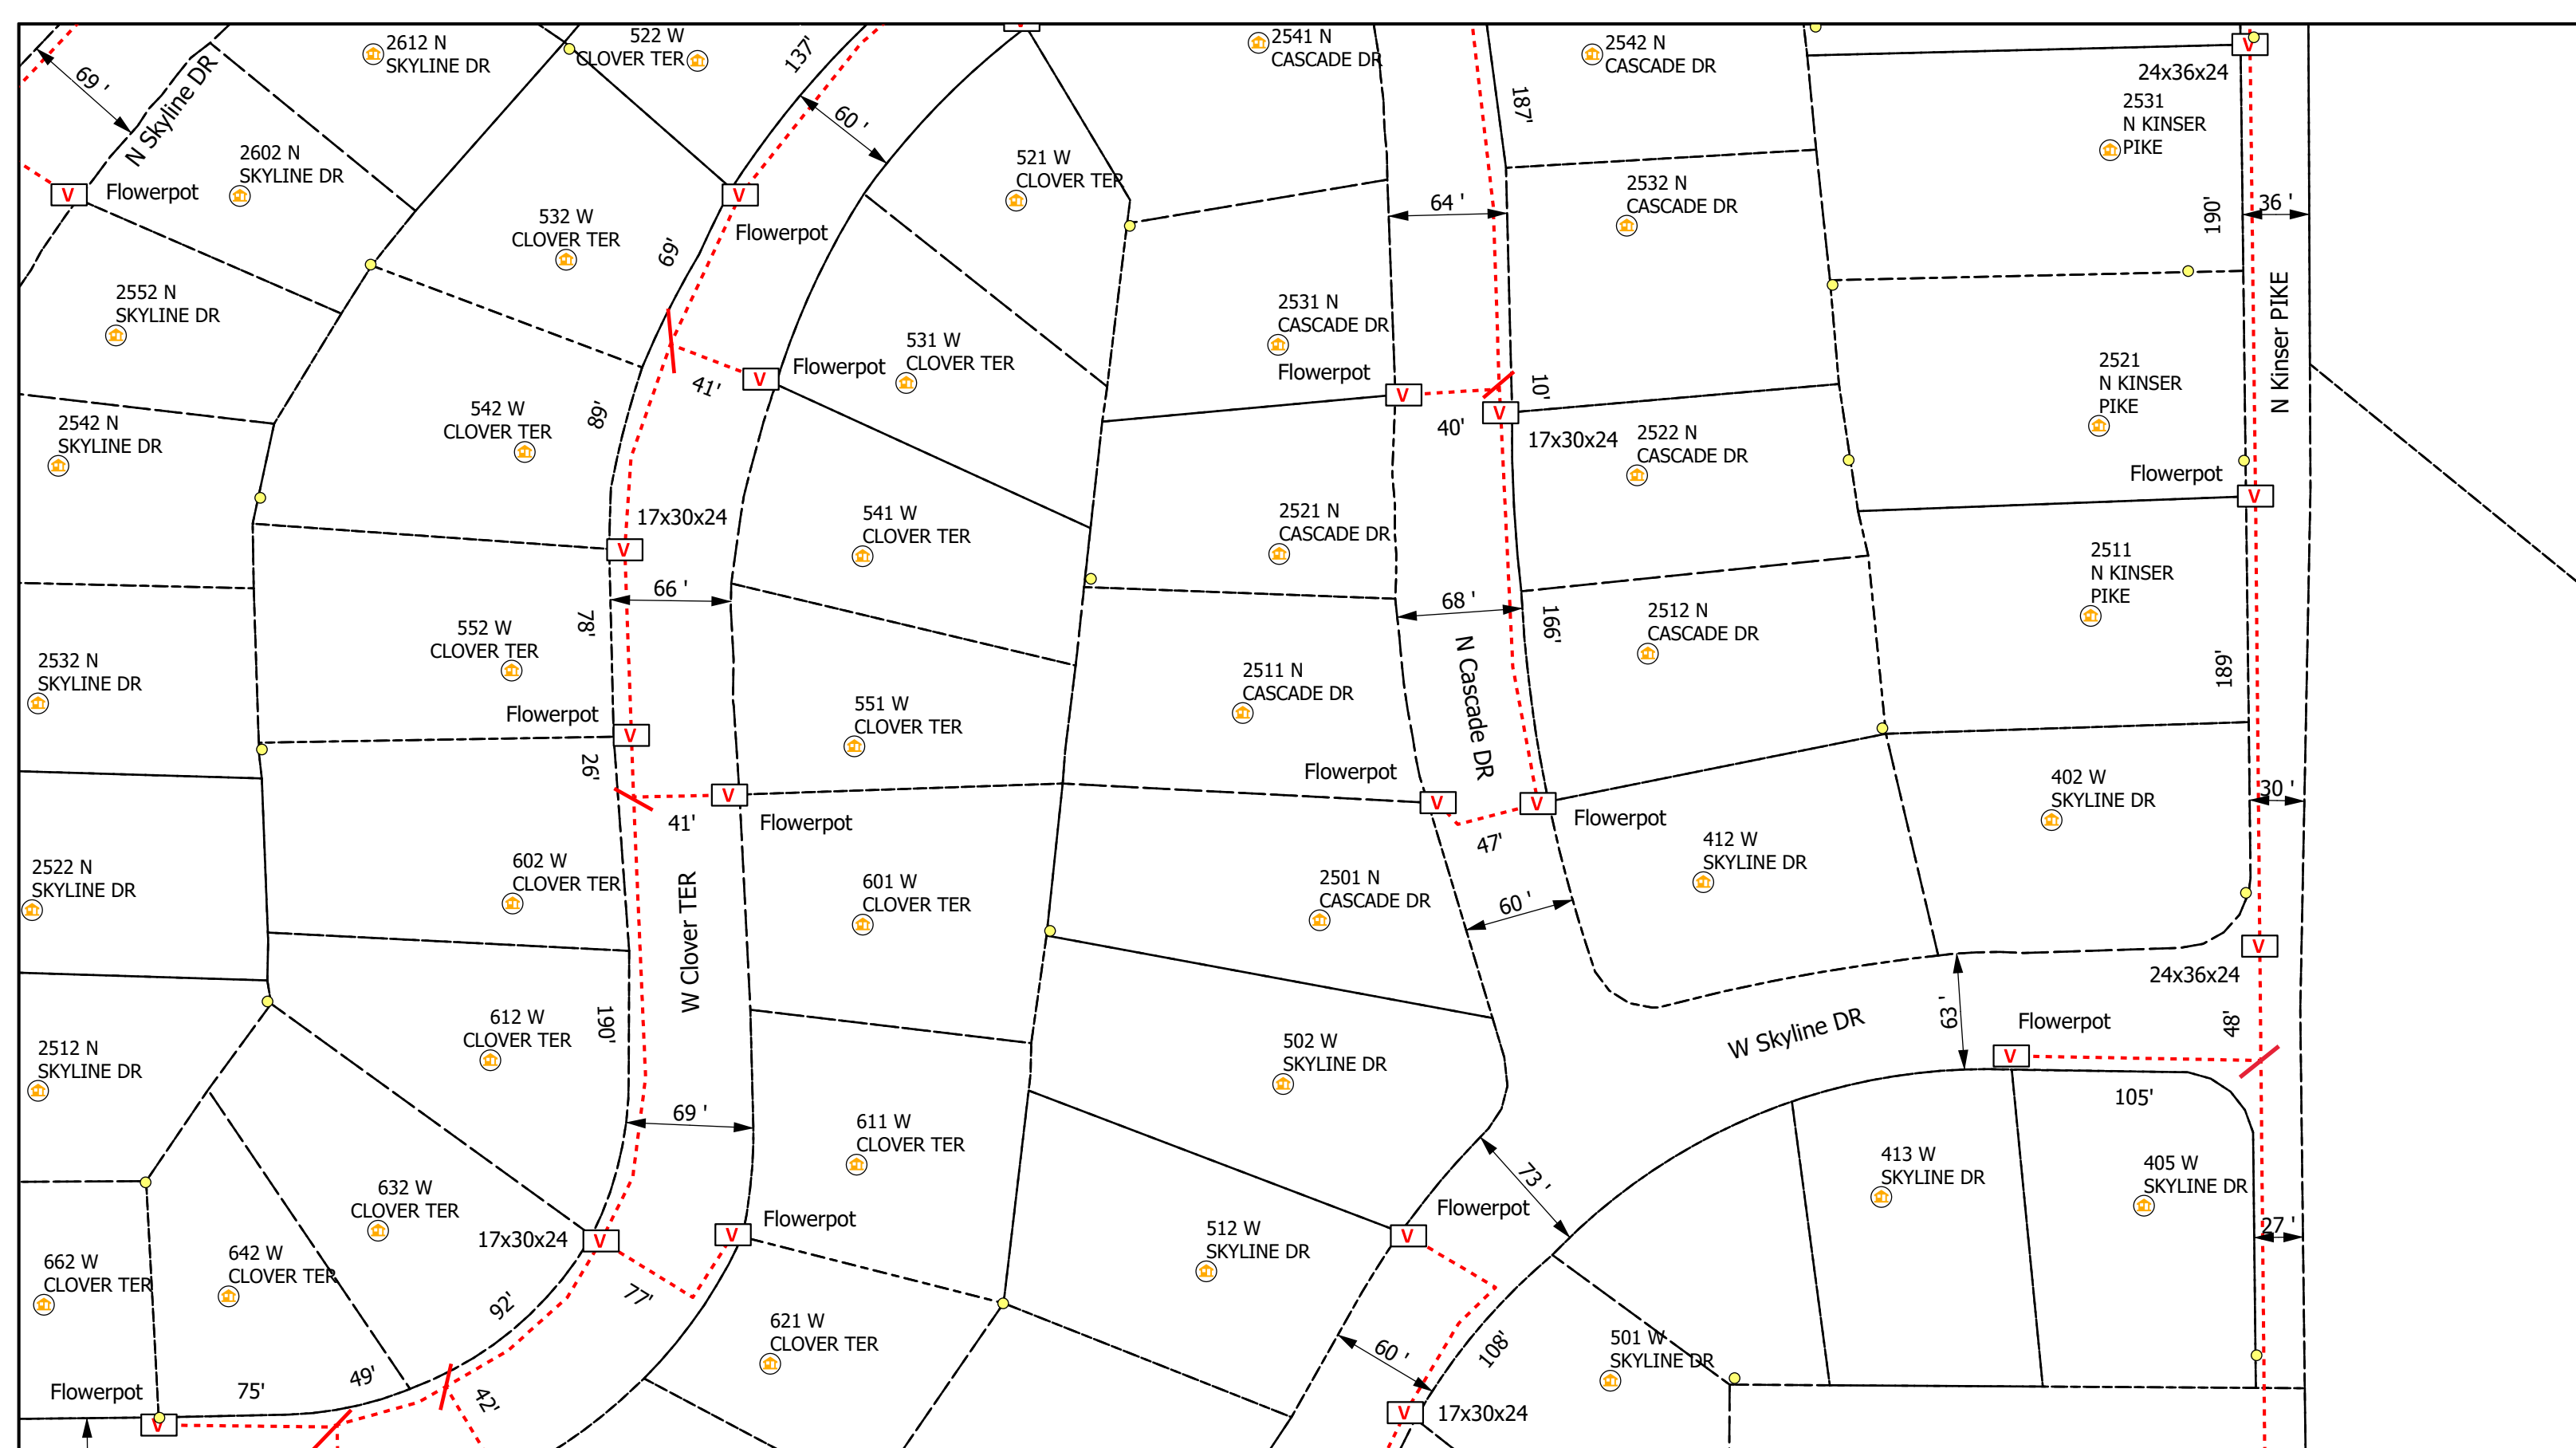 2612 N
SKYLINE DR
522 W
CLOVER TER
137'
2541 N
CASCADE DR
2542 N
CASCADE DR
V
24x36x24
69 '
N Skyline DR
60 '
187'
2531
N KINSER
PIKE
2602 N
SKYLINE DR
V
Flowerpot
521 W
CLOVER TER
2532 N
CASCADE DR
V
Flowerpot
532 W
CLOVER TER
69'
64 '
190'
36 '
2552 N
SKYLINE DR
2531 N
CASCADE DR
N Kinser PIKE
531 W
CLOVER TER
V
Flowerpot
41'
V
Flowerpot
40'
10'
V
17x30x24
2521
N KINSER
PIKE
542 W
CLOVER TER
89'
2542 N
SKYLINE DR
2522 N
CASCADE DR
Flowerpot
V
17x30x24
V
541 W
CLOVER TER
2521 N
CASCADE DR
2511
N KINSER
PIKE
66 '
68 '
78'
166'
2512 N
CASCADE DR
552 W
CLOVER TER
2532 N
SKYLINE DR
2511 N
CASCADE DR
N Cascade DR
189'
Flowerpot
V
551 W
CLOVER TER
26'
V
41'
Flowerpot
Flowerpot
V
V
Flowerpot
47'
402 W
SKYLINE DR
30 '
412 W
SKYLINE DR
2522 N
SKYLINE DR
602 W
CLOVER TER
W Clover TER
601 W
CLOVER TER
2501 N
CASCADE DR
60 '
V
24x36x24
612 W
CLOVER TER
190'
W Skyline DR
63 '
Flowerpot
V
48'
2512 N
SKYLINE DR
502 W
SKYLINE DR
105'
69 '
611 W
CLOVER TER
413 W
SKYLINE DR
405 W
SKYLINE DR
73 '
632 W
CLOVER TER
17x30x24
V
V
Flowerpot
Flowerpot
V
27 '
512 W
SKYLINE DR
662 W
CLOVER TER
642 W
CLOVER TER
92'
77'
621 W
CLOVER TER
60 '
108'
501 W
SKYLINE DR
Flowerpot
V
75'
49'
42'
V
17x30x24